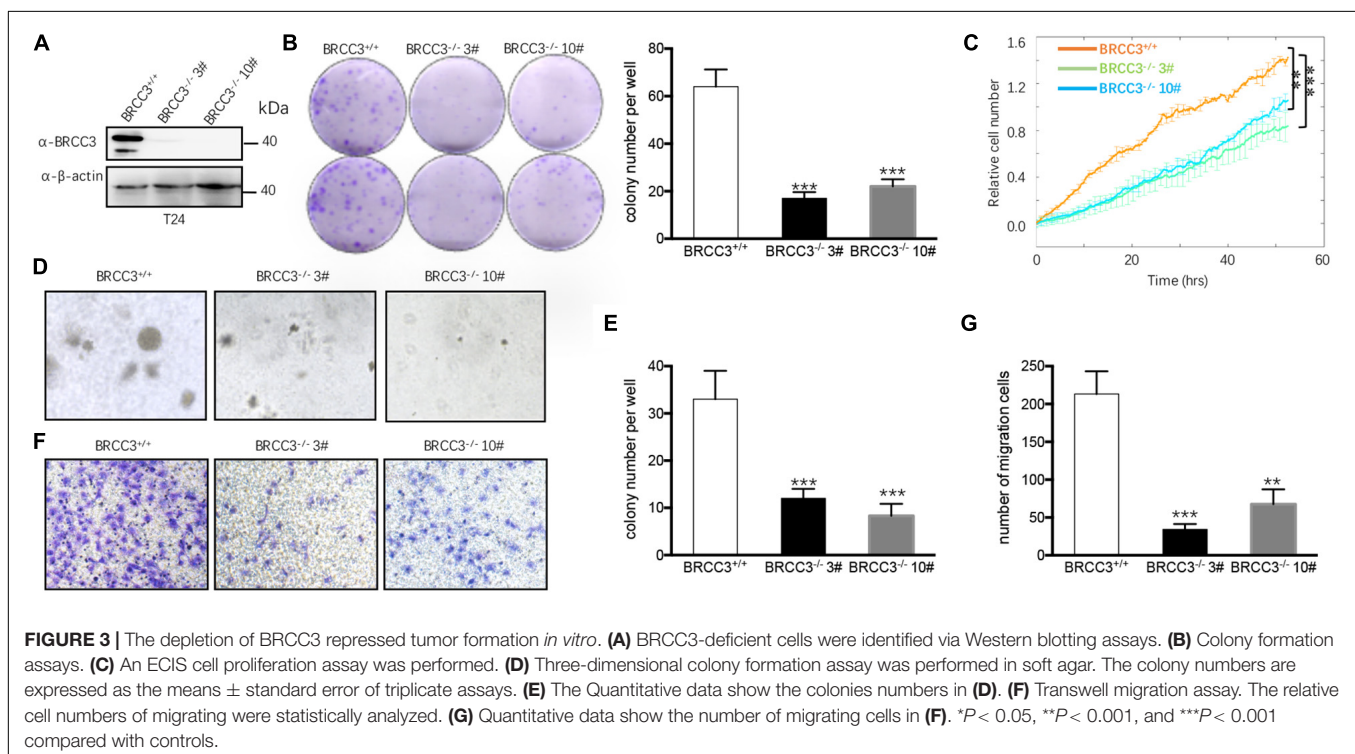 A
BRCC3+/+
BRCC3-/- 3#
BRCC3-/- 10#
kDa
α-BRCC3
40
α-β-actin
40
T24
B
BRCC3+/+
BRCC3-/- 3#
BRCC3-/- 10#
colony number per well
80
60
40
20
0
***
***
BRCC3+/+
BRCC3-/- 3#
BRCC3-/- 10#
C
Relative cell number
1.6
1.2
0.8
0.4
0.0
BRCC3+/+
BRCC3-/- 3#
BRCC3-/- 10#
**
***
0
20
40
60
Time (hrs)
D
BRCC3+/+
BRCC3-/- 3#
BRCC3-/- 10#
E
colony number per well
40
30
20
10
0
***
***
BRCC3+/+
BRCC3-/- 3#
BRCC3-/- 10#
F
BRCC3+/+
BRCC3-/- 3#
BRCC3-/- 10#
G
number of migration cells
250
200
150
100
50
0
***
**
BRCC3+/+
BRCC3-/- 3#
BRCC3-/- 10#
FIGURE 3 | The depletion of BRCC3 repressed tumor formation in vitro. (A) BRCC3-deficient cells were identified via Western blotting assays. (B) Colony formation
assays. (C) An ECIS cell proliferation assay was performed. (D) Three-dimensional colony formation assay was performed in soft agar. The colony numbers are
expressed as the means ± standard error of triplicate assays. (E) The Quantitative data show the colonies numbers in (D). (F) Transwell migration assay. The relative
cell numbers of migrating were statistically analyzed. (G) Quantitative data show the number of migrating cells in (F). *P< 0.05, **P< 0.001, and ***P< 0.001
compared with controls.